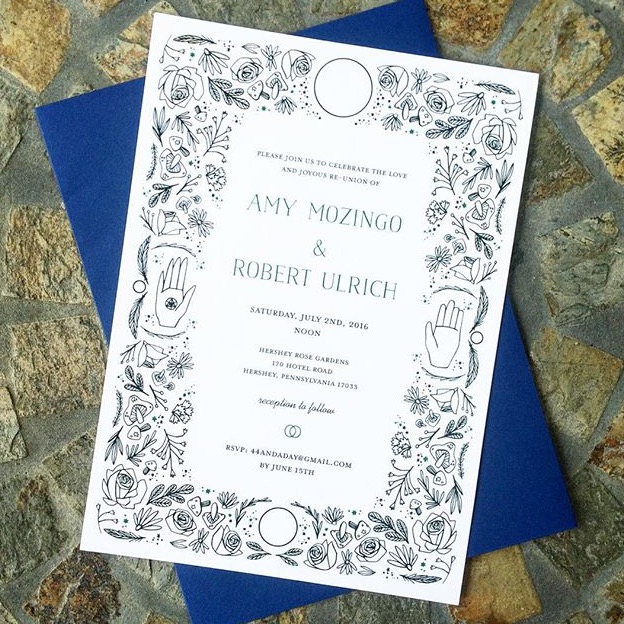 PLEASE JOIN US TO CELEBRATE THE LOVE
AND JOYOUS RE-UNION OF
AMY MOZINGO
&
ROBERT ULRICH
SATURDAY, JULY 2ND, 2016
NOON
HERSHEY ROSE GARDENS
170 HOTEL ROAD
HERSHEY, PENNSYLVANIA 17033
reception to follow
RSVP: 44ANDADAY@GMAIL.COM
BY JUNE 15TH